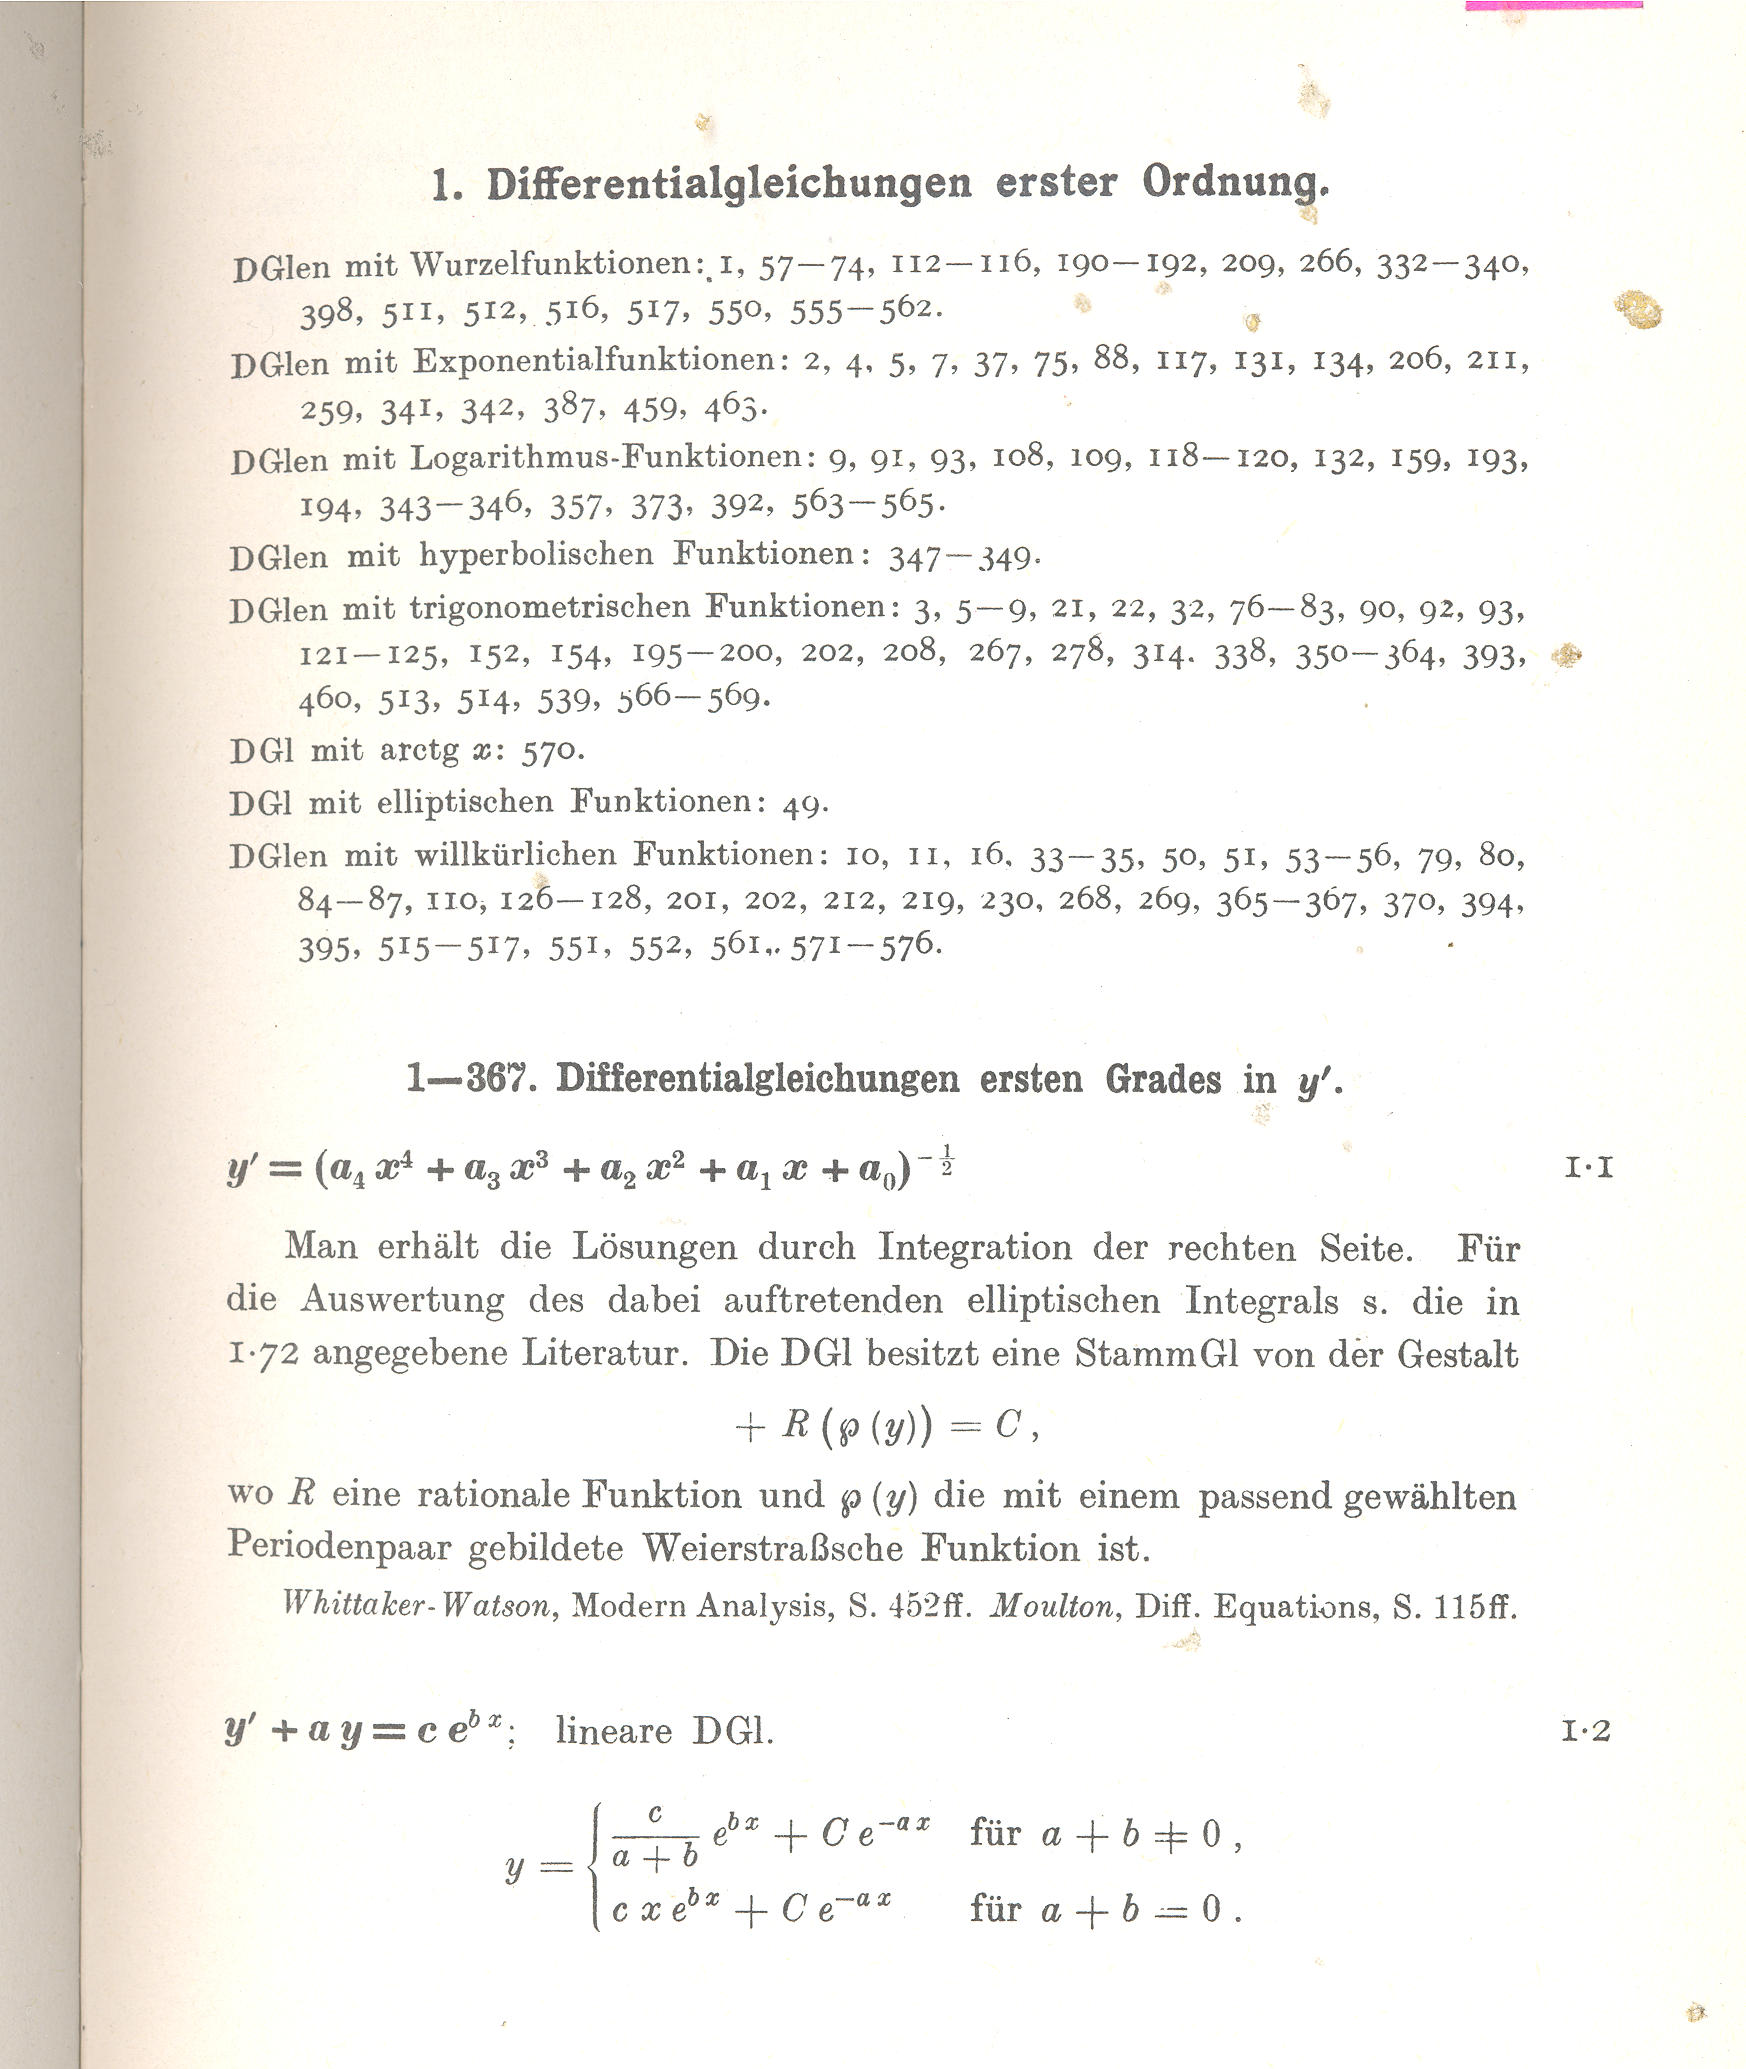 1. Differentialgleichungen erster Ordnung.
DGlen mit Wurzelfunktionen: 1, 57—74, 112—116, 190—192, 209, 266, 332—340,
398, 511, 512, 516, 517, 550, 555—562.
DGlen mit Exponentialfunktionen: 2, 4, 5, 7, 37, 75, 88, 117, 131, 134, 206, 211,
259, 341, 342, 387, 459, 463.
DGlen mit Logarithmus-Funktionen: 9, 91, 93, 108, 109, 118—120, 132, 159, 193,
194, 343—346, 357, 373, 392, 563—565.
DGlen mit hyperbolischen Funktionen: 347—349.
DGlen mit trigonometrischen Funktionen: 3, 5—9, 21, 22, 32, 76—83, 90, 92, 93,
121—125, 152, 154, 195—200, 202, 208, 267, 278, 314. 338, 350—364, 393,
460, 513, 514, 539, 566—569.
DGl mit arctg x: 570.
DGl mit elliptischen Funktionen: 49.
DGlen mit willkürlichen Funktionen: 10, 11, 16, 33—35, 50, 51, 53—56, 79, 80,
84—87, 110, 126—128, 201, 202, 212, 219, 230, 268, 269, 365—367, 370, 394,
395, 515—517, 551, 552, 561, 571—576.
1—367. Differentialgleichungen ersten Grades in y′.
y′ = (a₄ x⁴ + a₃ x³ + a₂ x² + a₁ x + a₀)^{-1/2} 1·1
Man erhält die Lösungen durch Integration der rechten Seite. Für
die Auswertung des dabei auftretenden elliptischen Integrals s. die in
1·72 angegebene Literatur. Die DGl besitzt eine StammGl von der Gestalt
+ R (℘ (y)) = C,
wo R eine rationale Funktion und ℘ (y) die mit einem passend gewählten
Periodenpaar gebildete Weierstraßsche Funktion ist.
Whittaker-Watson, Modern Analysis, S. 452ff. Moulton, Diff. Equations, S. 115ff.
y′ + a y = c e^{b x}; lineare DGl. 1·2
y = { c/(a + b) e^{b x} + C e^{-a x} für a + b ≠ 0,
c x e^{b x} + C e^{-a x} für a + b = 0.